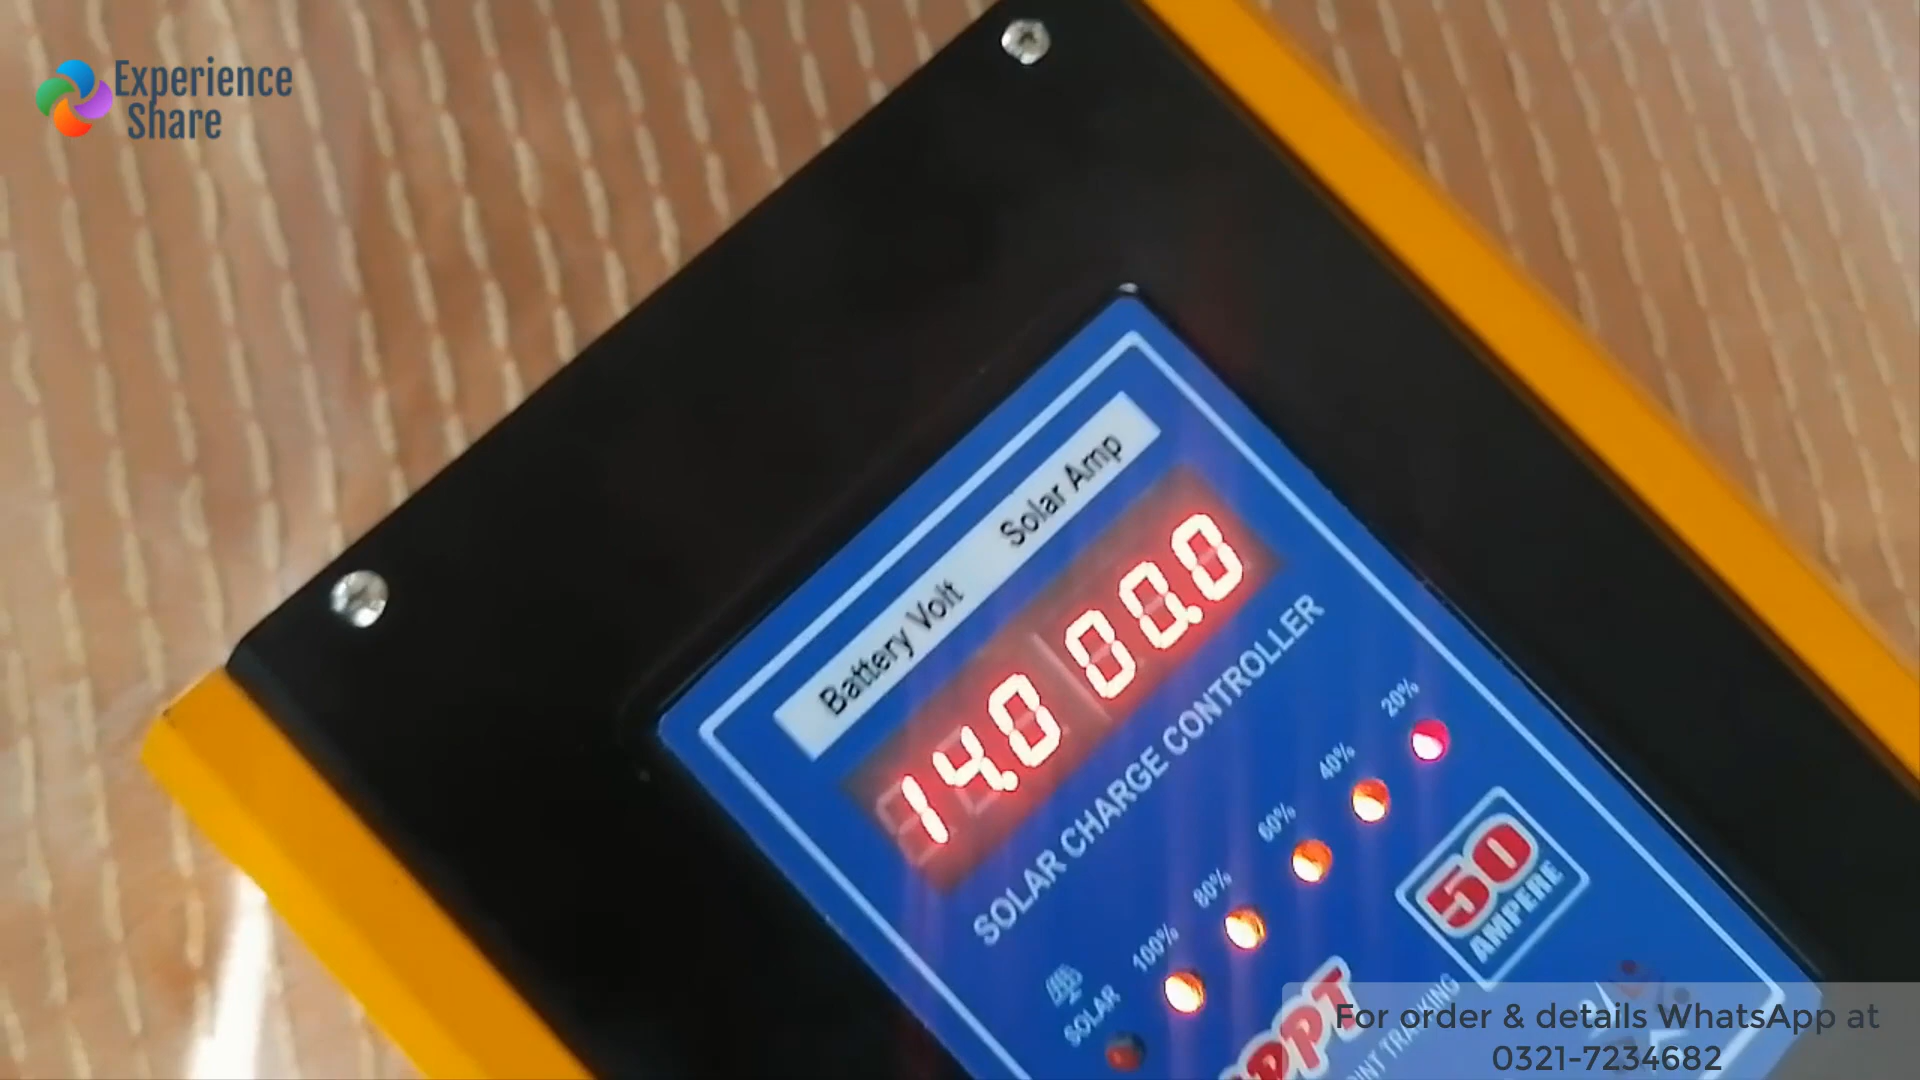 Experience
Share
Battery Volt Solar Amp
14.0 00.0
SOLAR CHARGE CONTROLLER
20%
40%
60%
80%
100%
SOLAR
50
AMPERE
For order & details WhatsApp at
0321-7234682